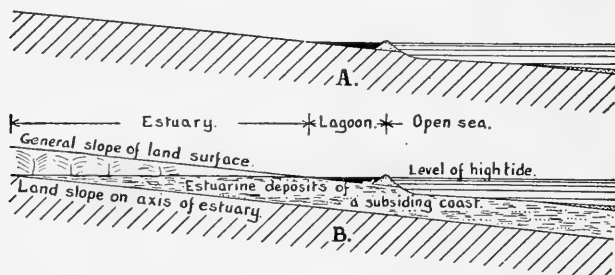 A.
Estuary. Lagoon. Open sea.
General slope of land surface.
Level of high tide.
Estuarine deposits of
a subsiding coast.
Land slope on axis of estuary.
B.